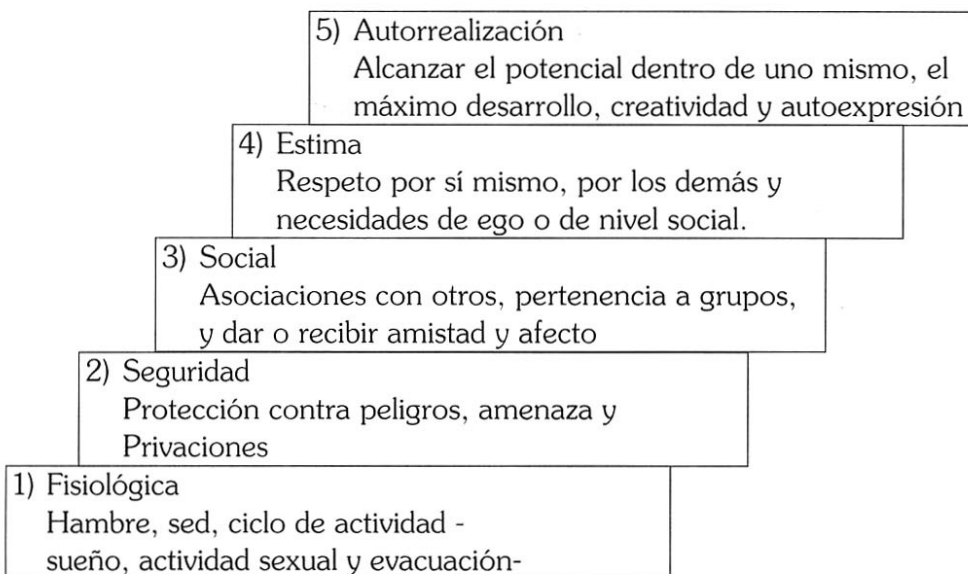 5) Autorrealización
Alcanzar el potencial dentro de uno mismo, el
máximo desarrollo, creatividad y autoexpresión
4) Estima
Respeto por sí mismo, por los demás y
necesidades de ego o de nivel social.
3) Social
Asociaciones con otros, pertenencia a grupos,
y dar o recibir amistad y afecto
2) Seguridad
Protección contra peligros, amenaza y
Privaciones
1) Fisiológica
Hambre, sed, ciclo de actividad -
sueño, actividad sexual y evacuación-